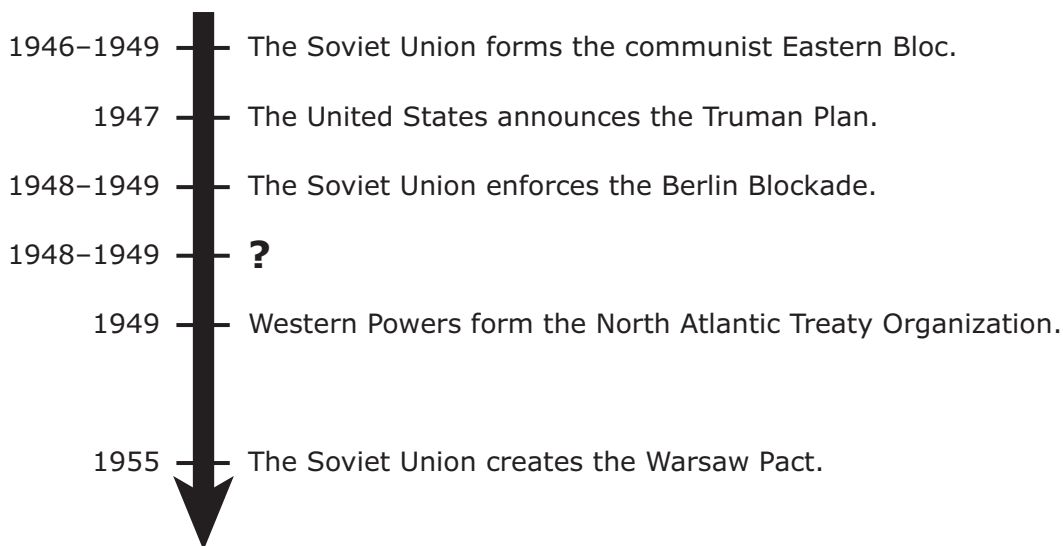 1946–1949 The Soviet Union forms the communist Eastern Bloc.
1947 The United States announces the Truman Plan.
1948–1949 The Soviet Union enforces the Berlin Blockade.
1948–1949 ?
1949 Western Powers form the North Atlantic Treaty Organization.
1955 The Soviet Union creates the Warsaw Pact.